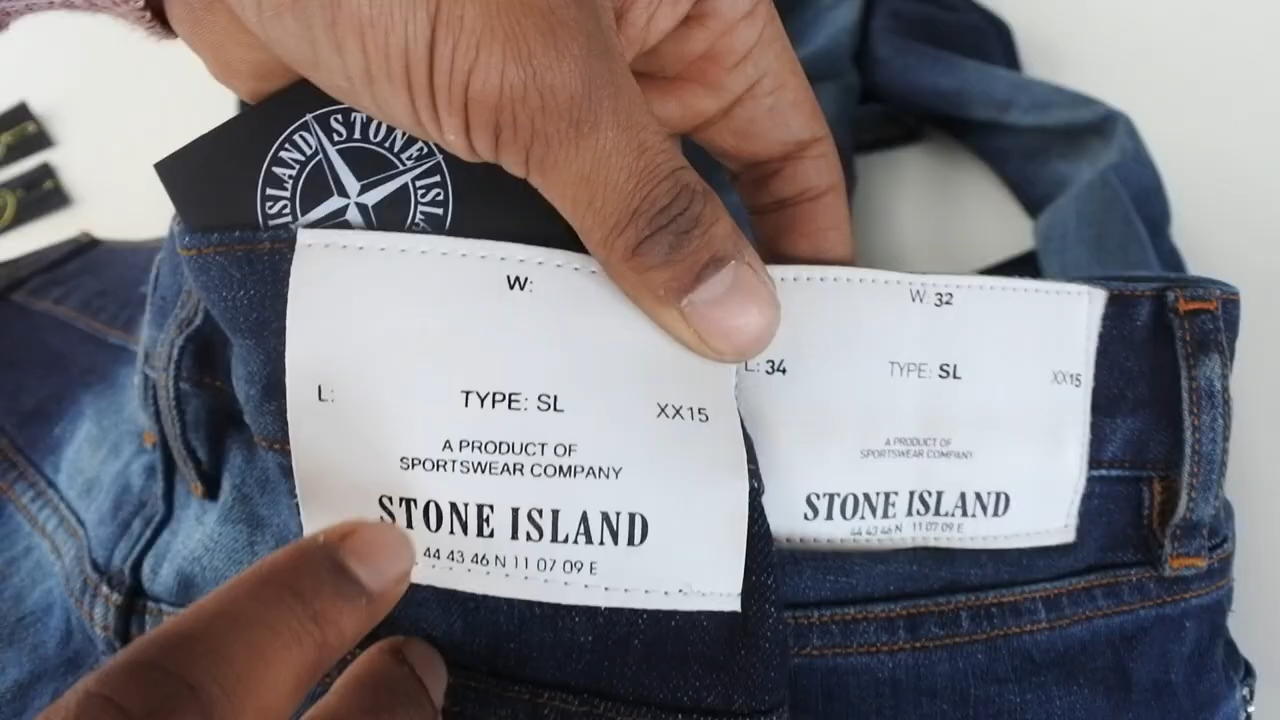 ISLAND STONE ISL
W:
L:
TYPE: SL
XX15
A PRODUCT OF
SPORTSWEAR COMPANY
STONE ISLAND
44 43 46 N 11 07 09 E
W: 32
L: 34
TYPE: SL
XX15
A PRODUCT OF
SPORTSWEAR COMPANY
STONE ISLAND
44 43 46 N 11 07 09 E